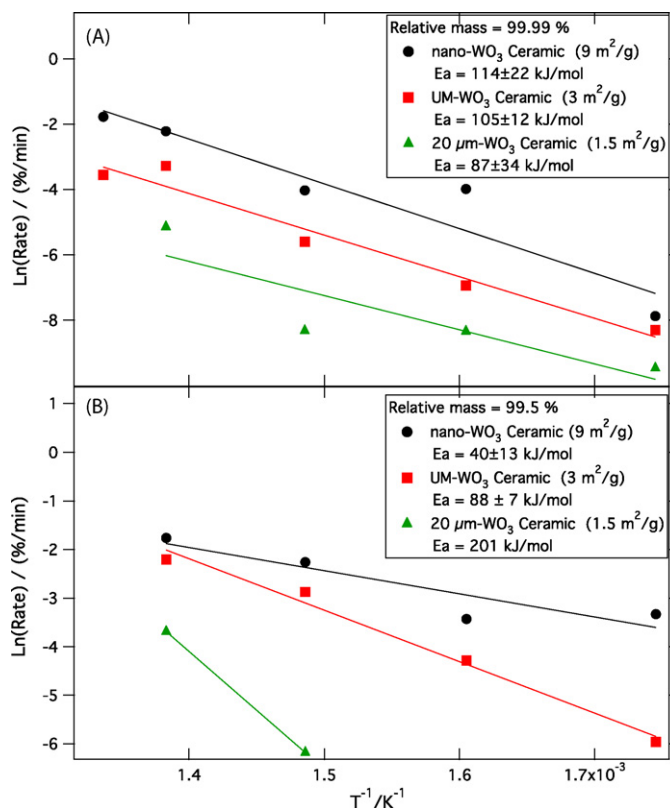 (A)
Relative mass = 99.99 %
nano-WO₃ Ceramic (9 m²/g)
Ea = 114±22 kJ/mol
UM-WO₃ Ceramic (3 m²/g)
Ea = 105±12 kJ/mol
20 µm-WO₃ Ceramic (1.5 m²/g)
Ea = 87±34 kJ/mol
Ln(Rate) / (%/min)
0
-2
-4
-6
-8
(B)
Relative mass = 99.5 %
nano-WO₃ Ceramic (9 m²/g)
Ea = 40±13 kJ/mol
UM-WO₃ Ceramic (3 m²/g)
Ea = 88 ± 7 kJ/mol
20 µm-WO₃ Ceramic (1.5 m²/g)
Ea = 201 kJ/mol
Ln(Rate) / (%/min)
1
0
-1
-2
-3
-4
-5
-6
1.4 1.5 1.6 1.7×10⁻³
T⁻¹/K⁻¹